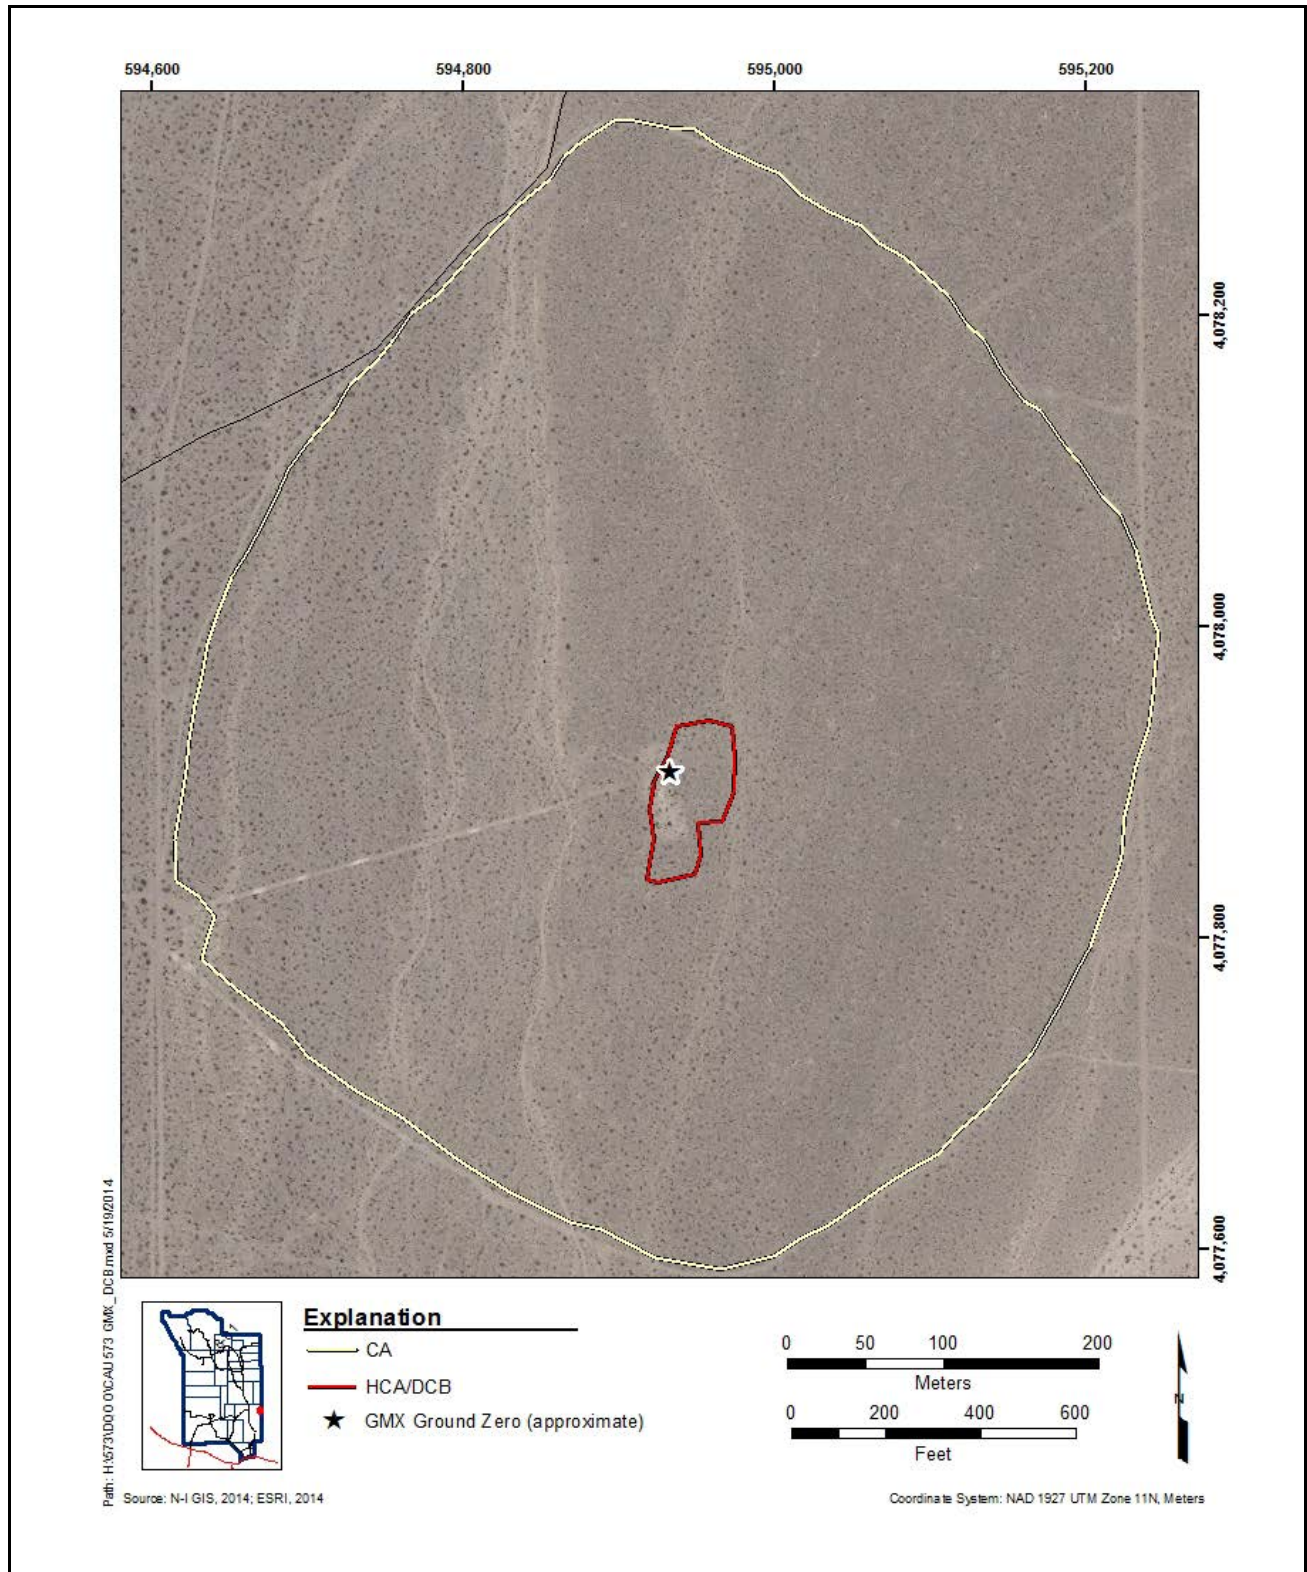 594,600 594,800 595,000 595,200
4,078,200
4,078,000
4,077,800
4,077,600
Path: H:\573\D00 0\CAU 573 GMX_DCB.mxd 5/19/2014
Explanation
CA
HCA/DCB
GMX Ground Zero (approximate)
0 50 100 200
Meters
0 200 400 600
Feet
N
Source: N-I GIS, 2014; ESRI, 2014
Coordinate System: NAD 1927 UTM Zone 11N, Meters